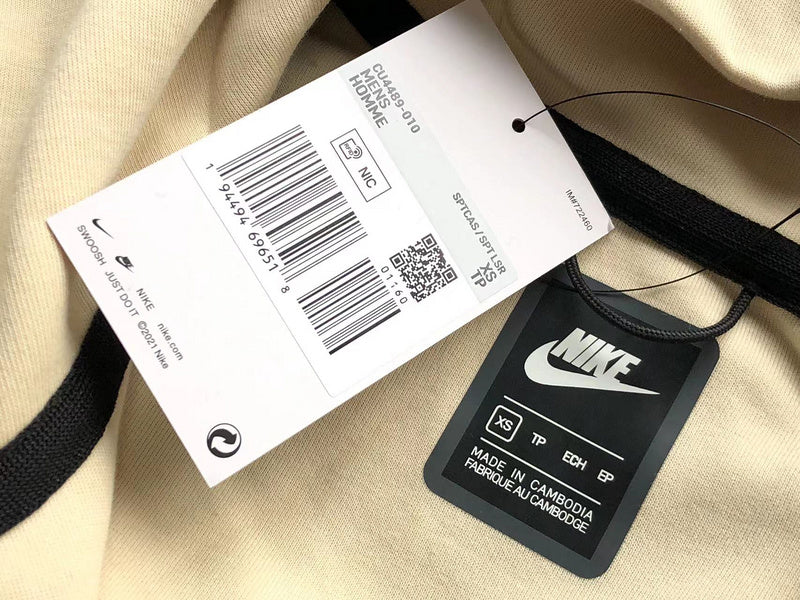 CU4489-010
MENS
HOMME
RFID
NIC
SPTCAS / SPT LSR
XS
TP
IM#722460
1 94494 69651 8
01160
SWOOSH JUST DO IT ©2021 Nike
NIKE nike.com
NIKE
XS TP ECH EP
MADE IN CAMBODIA
FABRIQUE AU CAMBODGE